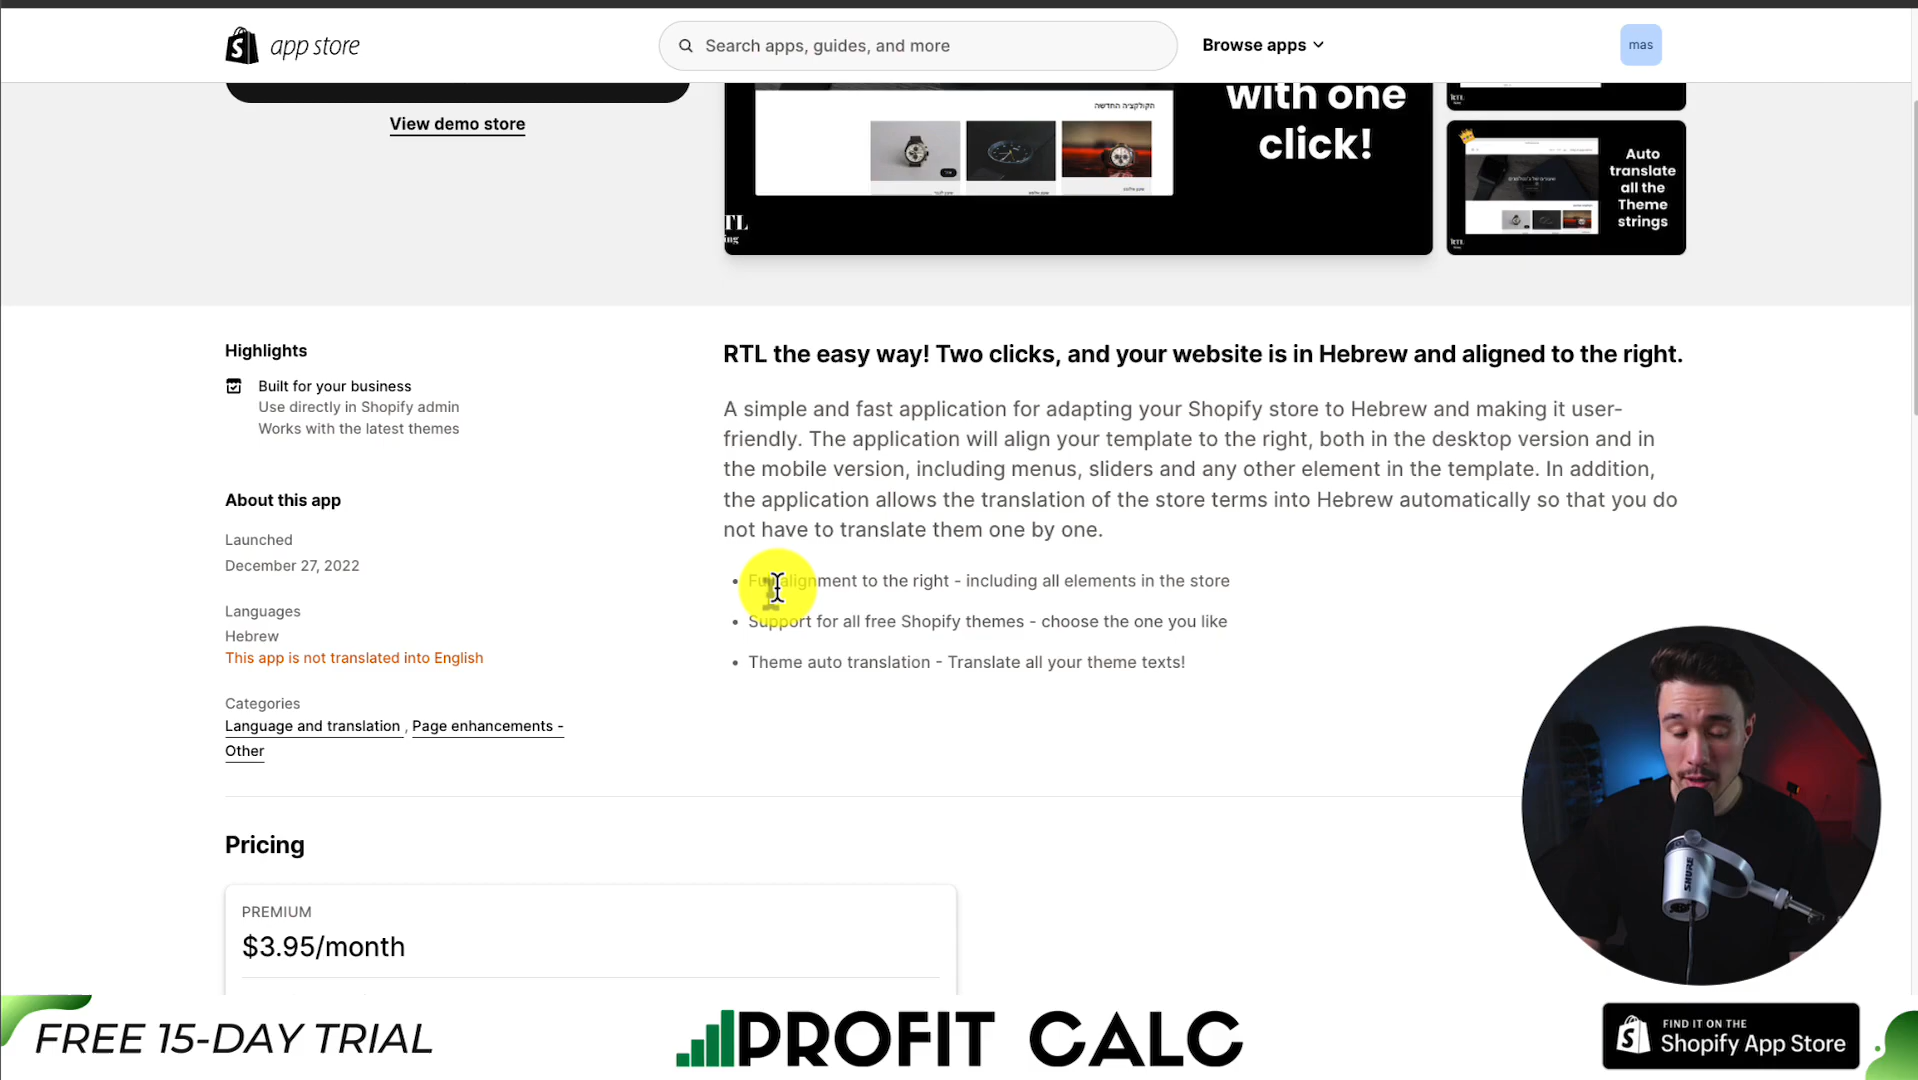 app store
Search apps, guides, and more
Browse apps
mas
View demo store
הקולקציה החדשה
with one
click!
TL
ing
Auto
translate
all the
Theme
strings
Highlights
Built for your business
Use directly in Shopify admin
Works with the latest themes
About this app
Launched
December 27, 2022
Languages
Hebrew
This app is not translated into English
Categories
Language and translation , Page enhancements -
Other
RTL the easy way! Two clicks, and your website is in Hebrew and aligned to the right.
A simple and fast application for adapting your Shopify store to Hebrew and making it user-
friendly. The application will align your template to the right, both in the desktop version and in
the mobile version, including menus, sliders and any other element in the template. In addition,
the application allows the translation of the store terms into Hebrew automatically so that you do
not have to translate them one by one.
• Full alignment to the right - including all elements in the store
• Support for all free Shopify themes - choose the one you like
• Theme auto translation - Translate all your theme texts!
Pricing
PREMIUM
$3.95/month
SHURE
FREE 15-DAY TRIAL
PROFIT CALC
FIND IT ON THE
Shopify App Store